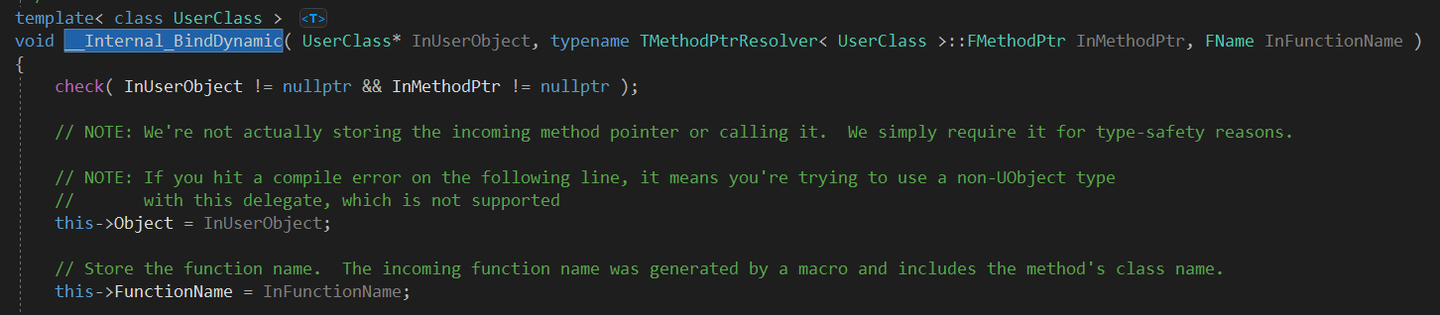 template< class UserClass > <T>
void __Internal_BindDynamic( UserClass* InUserObject, typename TMethodPtrResolver< UserClass >::FMethodPtr InMethodPtr, FName InFunctionName )
{
    check( InUserObject != nullptr && InMethodPtr != nullptr );
    // NOTE: We're not actually storing the incoming method pointer or calling it.  We simply require it for type-safety reasons.
    // NOTE: If you hit a compile error on the following line, it means you're trying to use a non-UObject type
    //       with this delegate, which is not supported
    this->Object = InUserObject;
    // Store the function name.  The incoming function name was generated by a macro and includes the method's class name.
    this->FunctionName = InFunctionName;